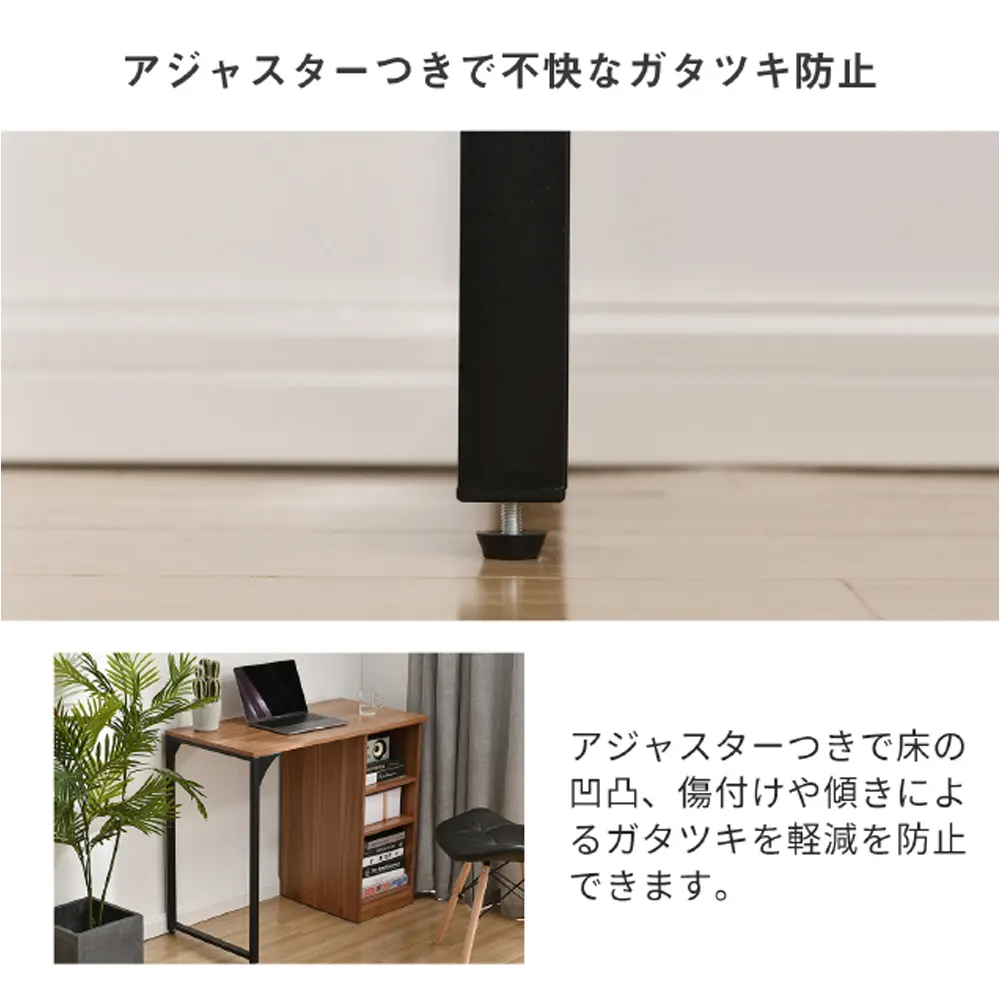 アジャスターつきで不快なガタツキ防止
アジャスターつきで床の
凹凸、傷付けや傾きによ
るガタツキを軽減を防止
できます。